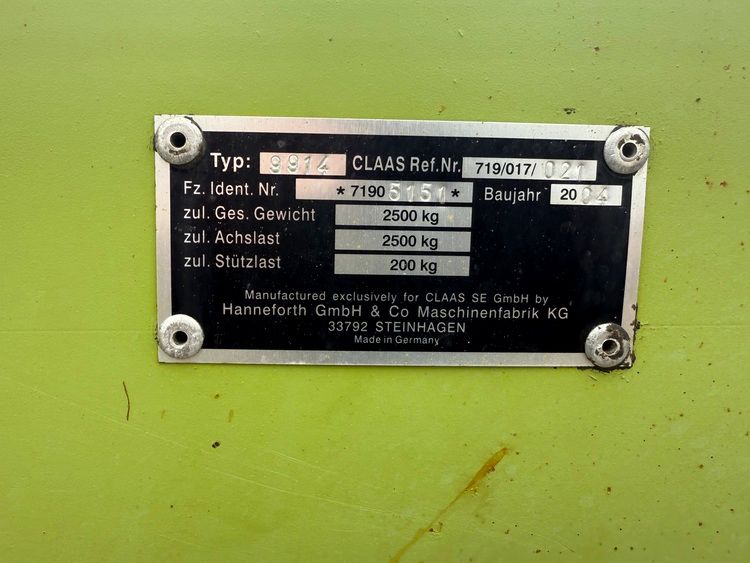 Typ: 9914 CLAAS Ref.Nr. 719/017/021
Fz. Ident. Nr. *71905151* Baujahr 2004
zul. Ges. Gewicht 2500 kg
zul. Achslast 2500 kg
zul. Stützlast 200 kg
Manufactured exclusively for CLAAS SE GmbH by
Hanneforth GmbH & Co Maschinenfabrik KG
33792 STEINHAGEN
Made in Germany